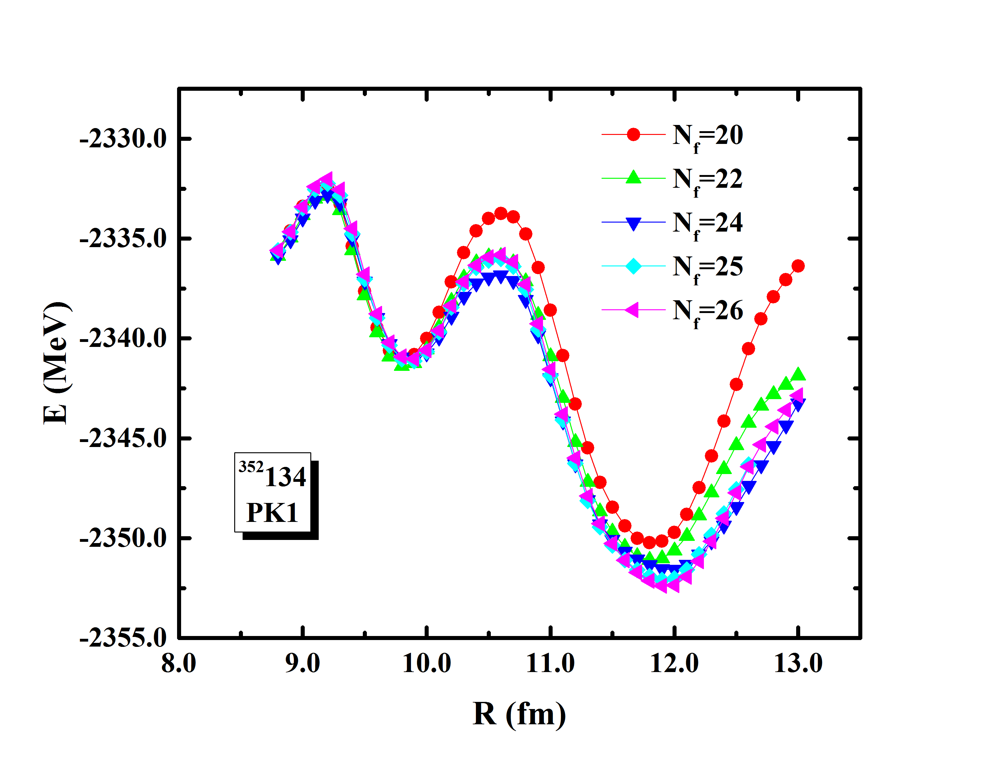 -2330.0
-2335.0
-2340.0
-2345.0
-2350.0
-2355.0
E (MeV)
N_f=20
N_f=22
N_f=24
N_f=25
N_f=26
^352134
PK1
8.0 9.0 10.0 11.0 12.0 13.0
R (fm)